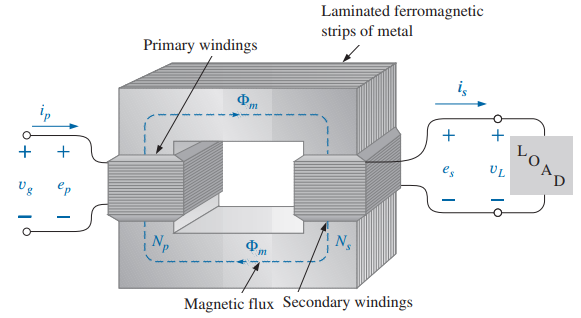 Laminated ferromagnetic
strips of metal
Primary windings
Φm
ip
is
+ +
+ +
vg ep
es vL
LOAD
– –
– –
Np
Φm
Ns
Magnetic flux Secondary windings